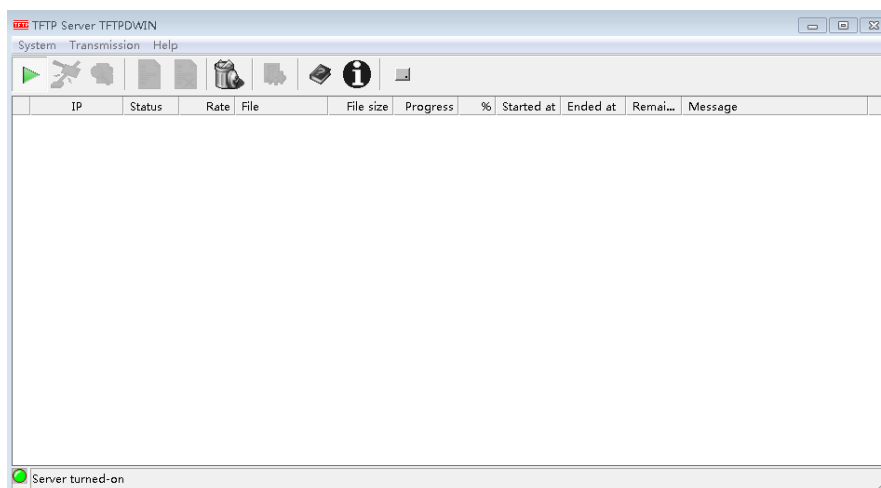 TFTP Server TFTPDWIN
System Transmission Help
IP Status Rate File File size Progress % Started at Ended at Remai... Message
Server turned-on